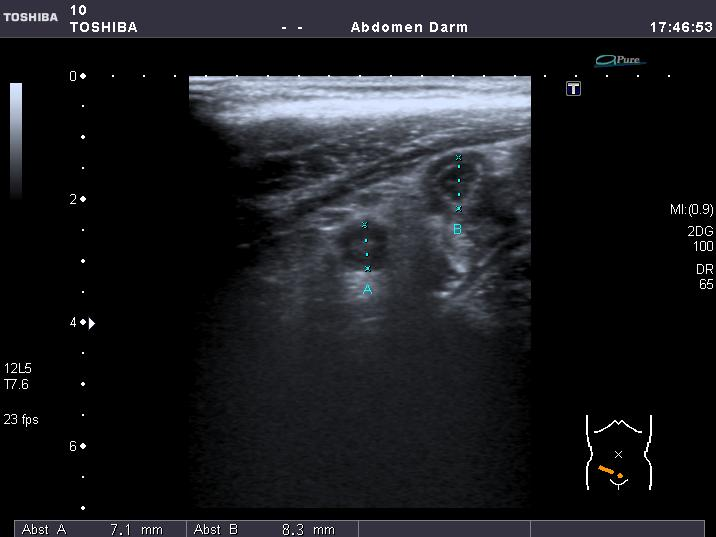 TOSHIBA
10
TOSHIBA
- -
Abdomen Darm
17:46:53
aPure
T
0
2
4
6
B
A
MI:(0.9)
2DG
100
DR
65
12L5
T7.6
23 fps
Abst A 7.1 mm
Abst B 8.3 mm